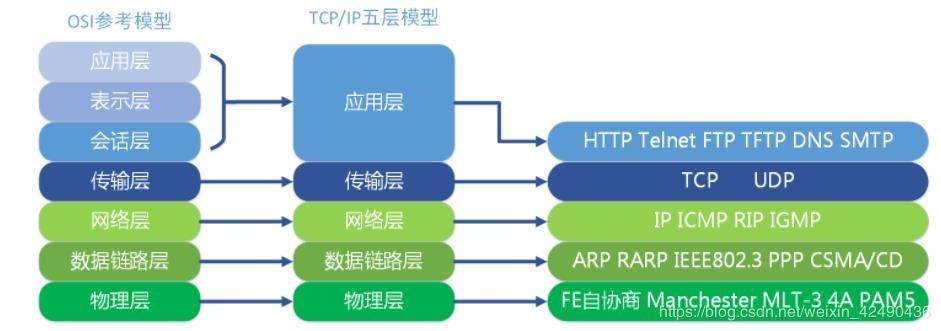 OSI参考模型
TCP/IP五层模型
应用层
表示层
会话层
传输层
网络层
数据链路层
物理层
应用层
传输层
网络层
数据链路层
物理层
HTTP Telnet FTP TFTP DNS SMTP
TCP UDP
IP ICMP RIP IGMP
ARP RARP IEEE802.3 PPP CSMA/CD
FE自协商 Manchester MLT-3 4A PAM5
https://blog.csdn.net/weixin_42490436